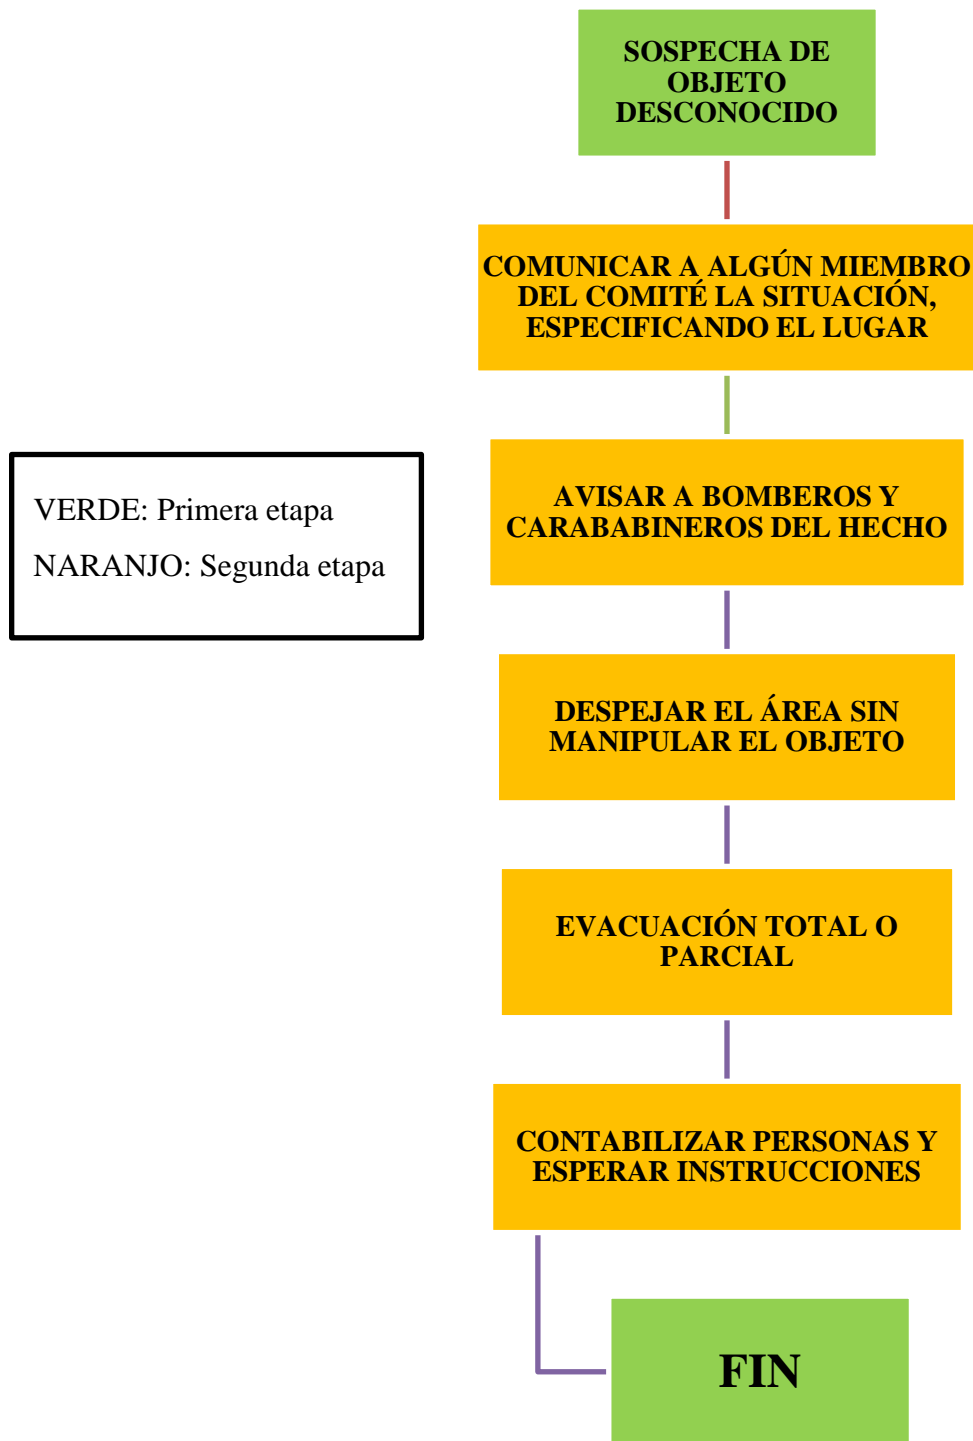 SOSPECHA DE
OBJETO
DESCONOCIDO
COMUNICAR A ALGÚN MIEMBRO
DEL COMITÉ LA SITUACIÓN,
ESPECIFICANDO EL LUGAR
VERDE: Primera etapa
NARANJO: Segunda etapa
AVISAR A BOMBEROS Y
CARABABINEROS DEL HECHO
DESPEJAR EL ÁREA SIN
MANIPULAR EL OBJETO
EVACUACIÓN TOTAL O
PARCIAL
CONTABILIZAR PERSONAS Y
ESPERAR INSTRUCCIONES
FIN